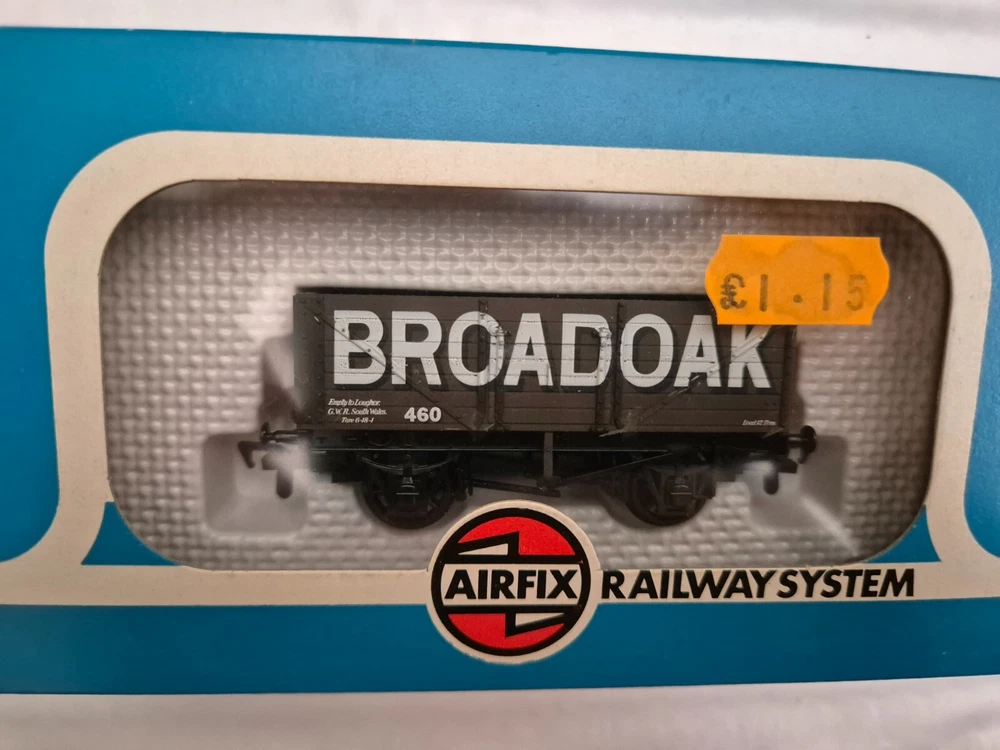 £1.15
BROADOAK
Empty to Loughor.
G.W.R. South Wales.
Tare 6-18-1
460
AIRFIX
RAILWAY SYSTEM